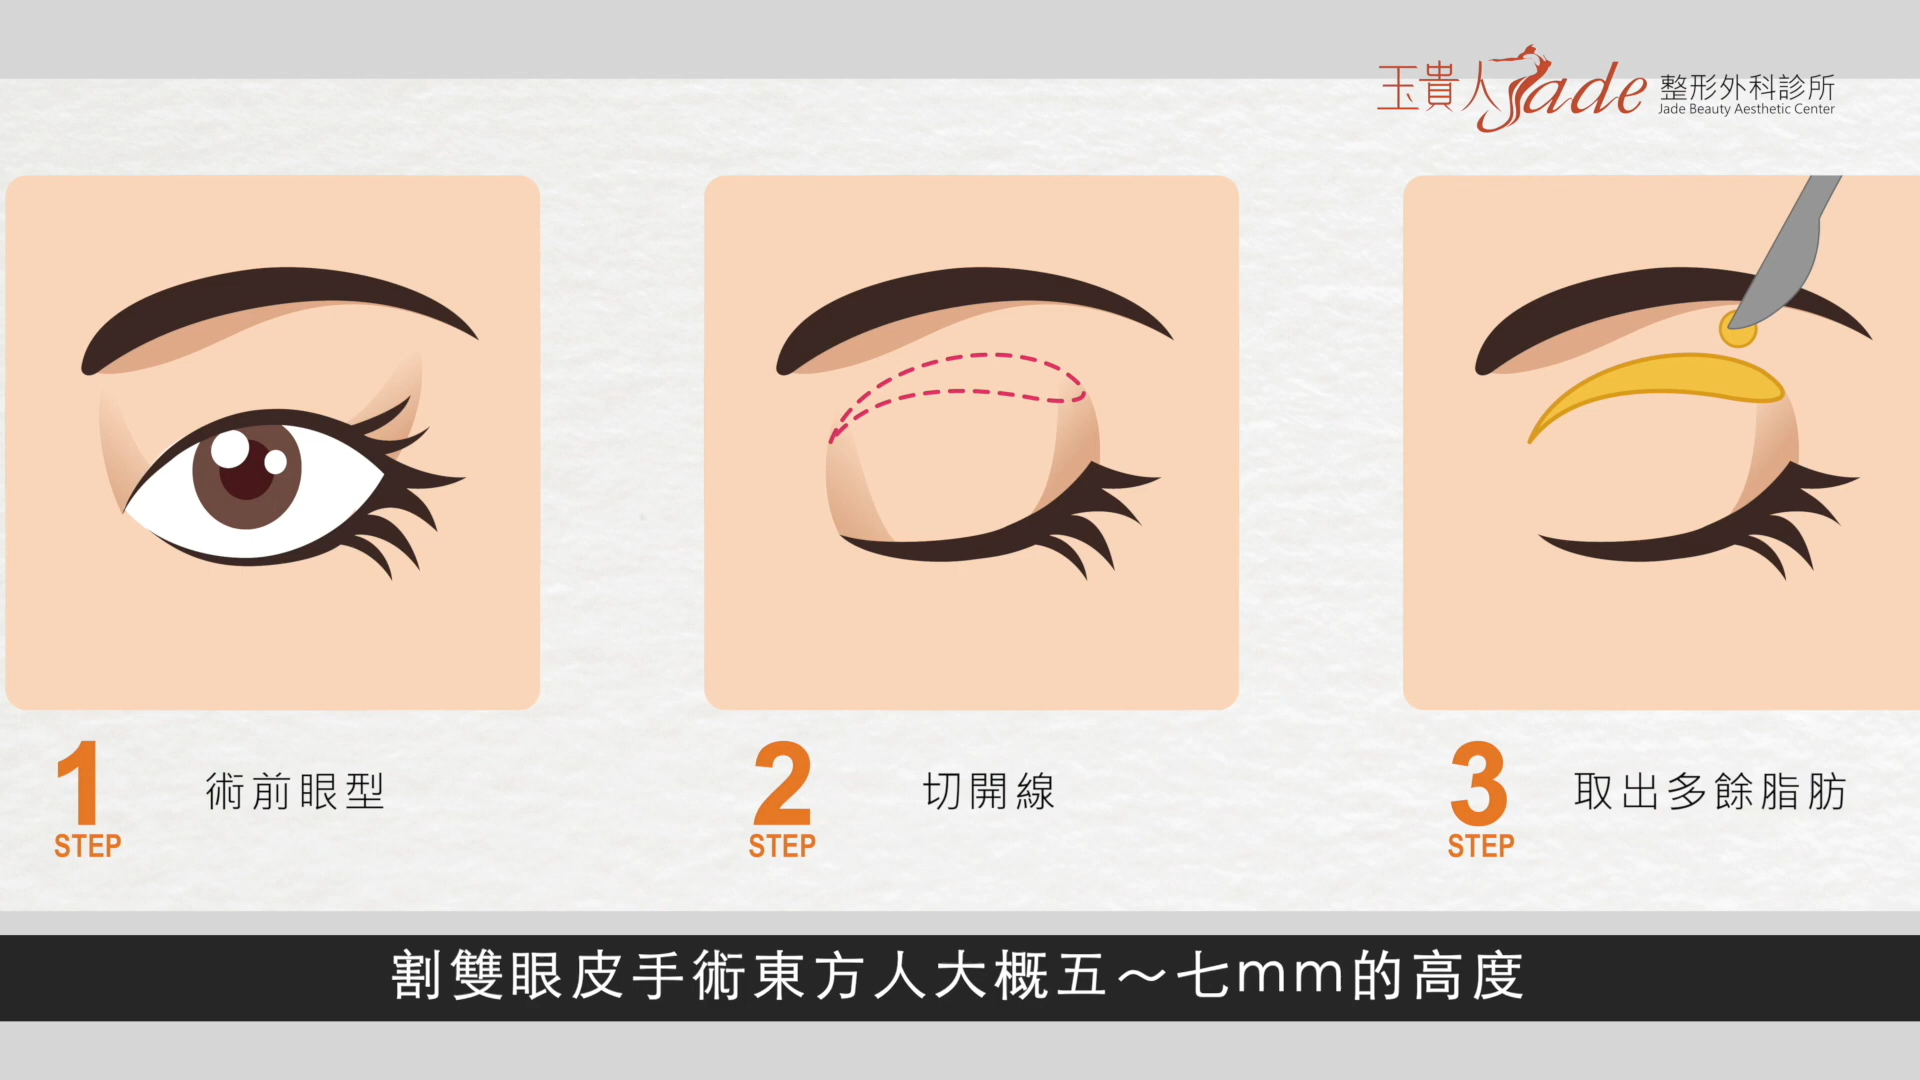 玉貴人Jade 整形外科診所
Jade Beauty Aesthetic Center
1
STEP
術前眼型
2
STEP
切開線
3
STEP
取出多餘脂肪
割雙眼皮手術東方人大概五～七mm的高度